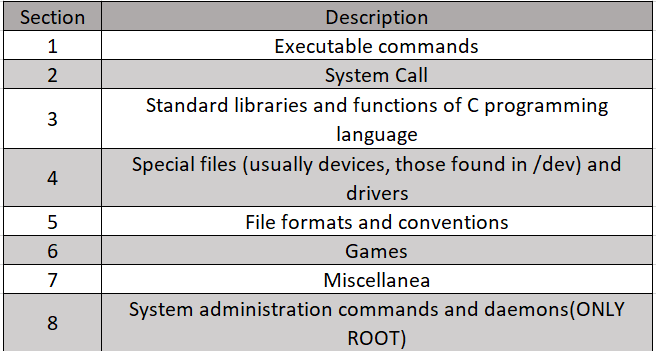 Section Description
1 Executable commands
2 System Call
3 Standard libraries and functions of C programming
language
4 Special files (usually devices, those found in /dev) and
drivers
5 File formats and conventions
6 Games
7 Miscellanea
8 System administration commands and daemons(ONLY
ROOT)